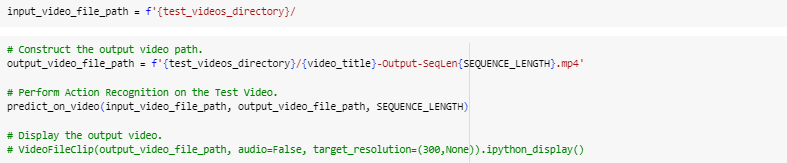 input_video_file_path = f'{test_videos_directory}/
# Construct the output video path.
output_video_file_path = f'{test_videos_directory}/{video_title}-Output-SeqLen{SEQUENCE_LENGTH}.mp4'
# Perform Action Recognition on the Test Video.
predict_on_video(input_video_file_path, output_video_file_path, SEQUENCE_LENGTH)
# Display the output video.
# VideoFileClip(output_video_file_path, audio=False, target_resolution=(300,None)).ipython_display()